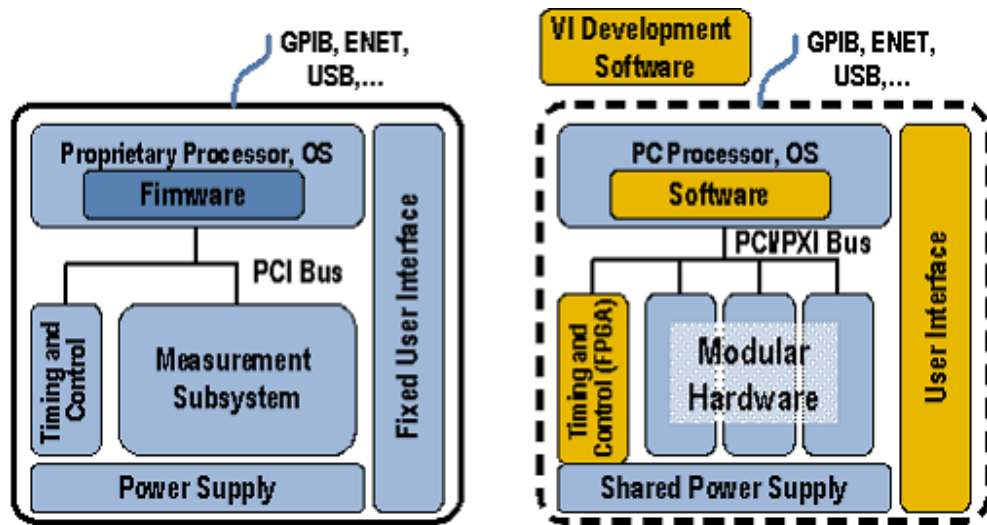 GPIB, ENET,
USB,...
Proprietary Processor, OS
Firmware
PCI Bus
Timing and
Control
Measurement
Subsystem
Fixed User Interface
Power Supply
VI Development
Software
GPIB, ENET,
USB,...
PC Processor, OS
Software
PCI/PXI Bus
Timing and
Control (FPGA)
Modular
Hardware
User Interface
Shared Power Supply